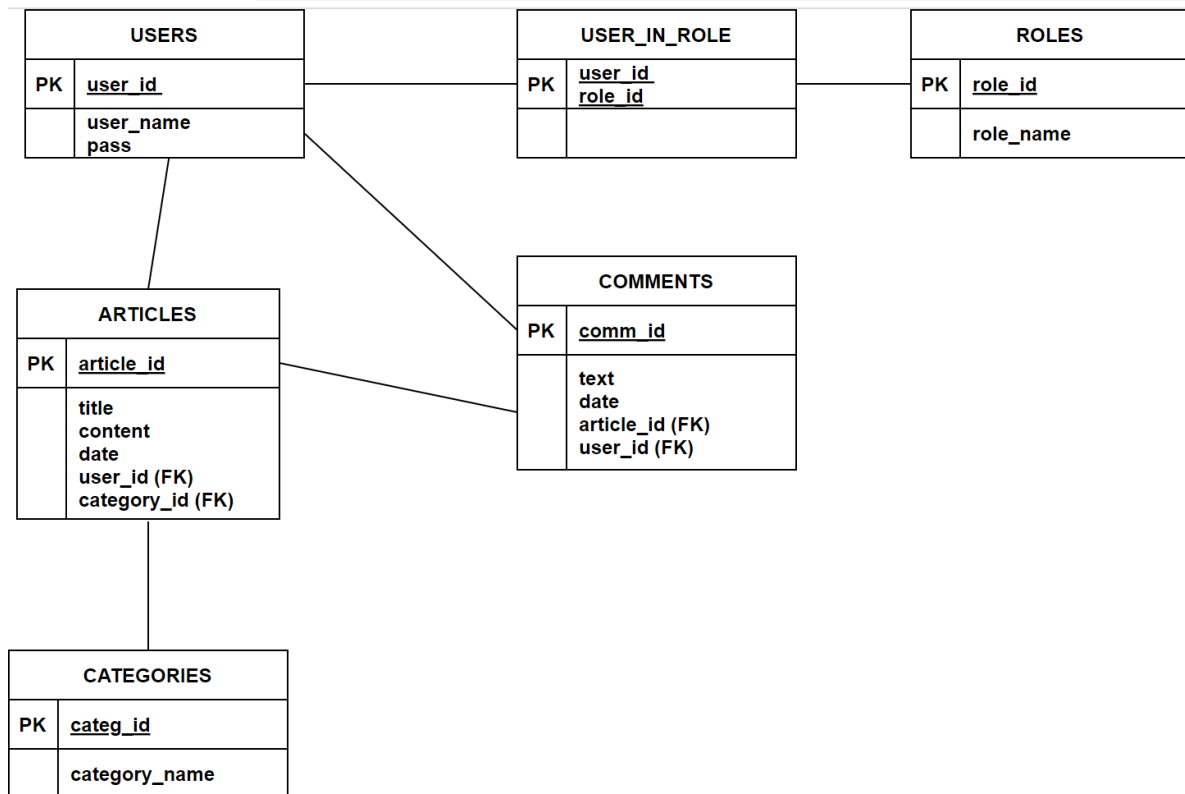 USERS
PK
user_id
user_name
pass
USER_IN_ROLE
PK
user_id
role_id
ROLES
PK
role_id
role_name
ARTICLES
PK
article_id
title
content
date
user_id (FK)
category_id (FK)
COMMENTS
PK
comm_id
text
date
article_id (FK)
user_id (FK)
CATEGORIES
PK
categ_id
category_name